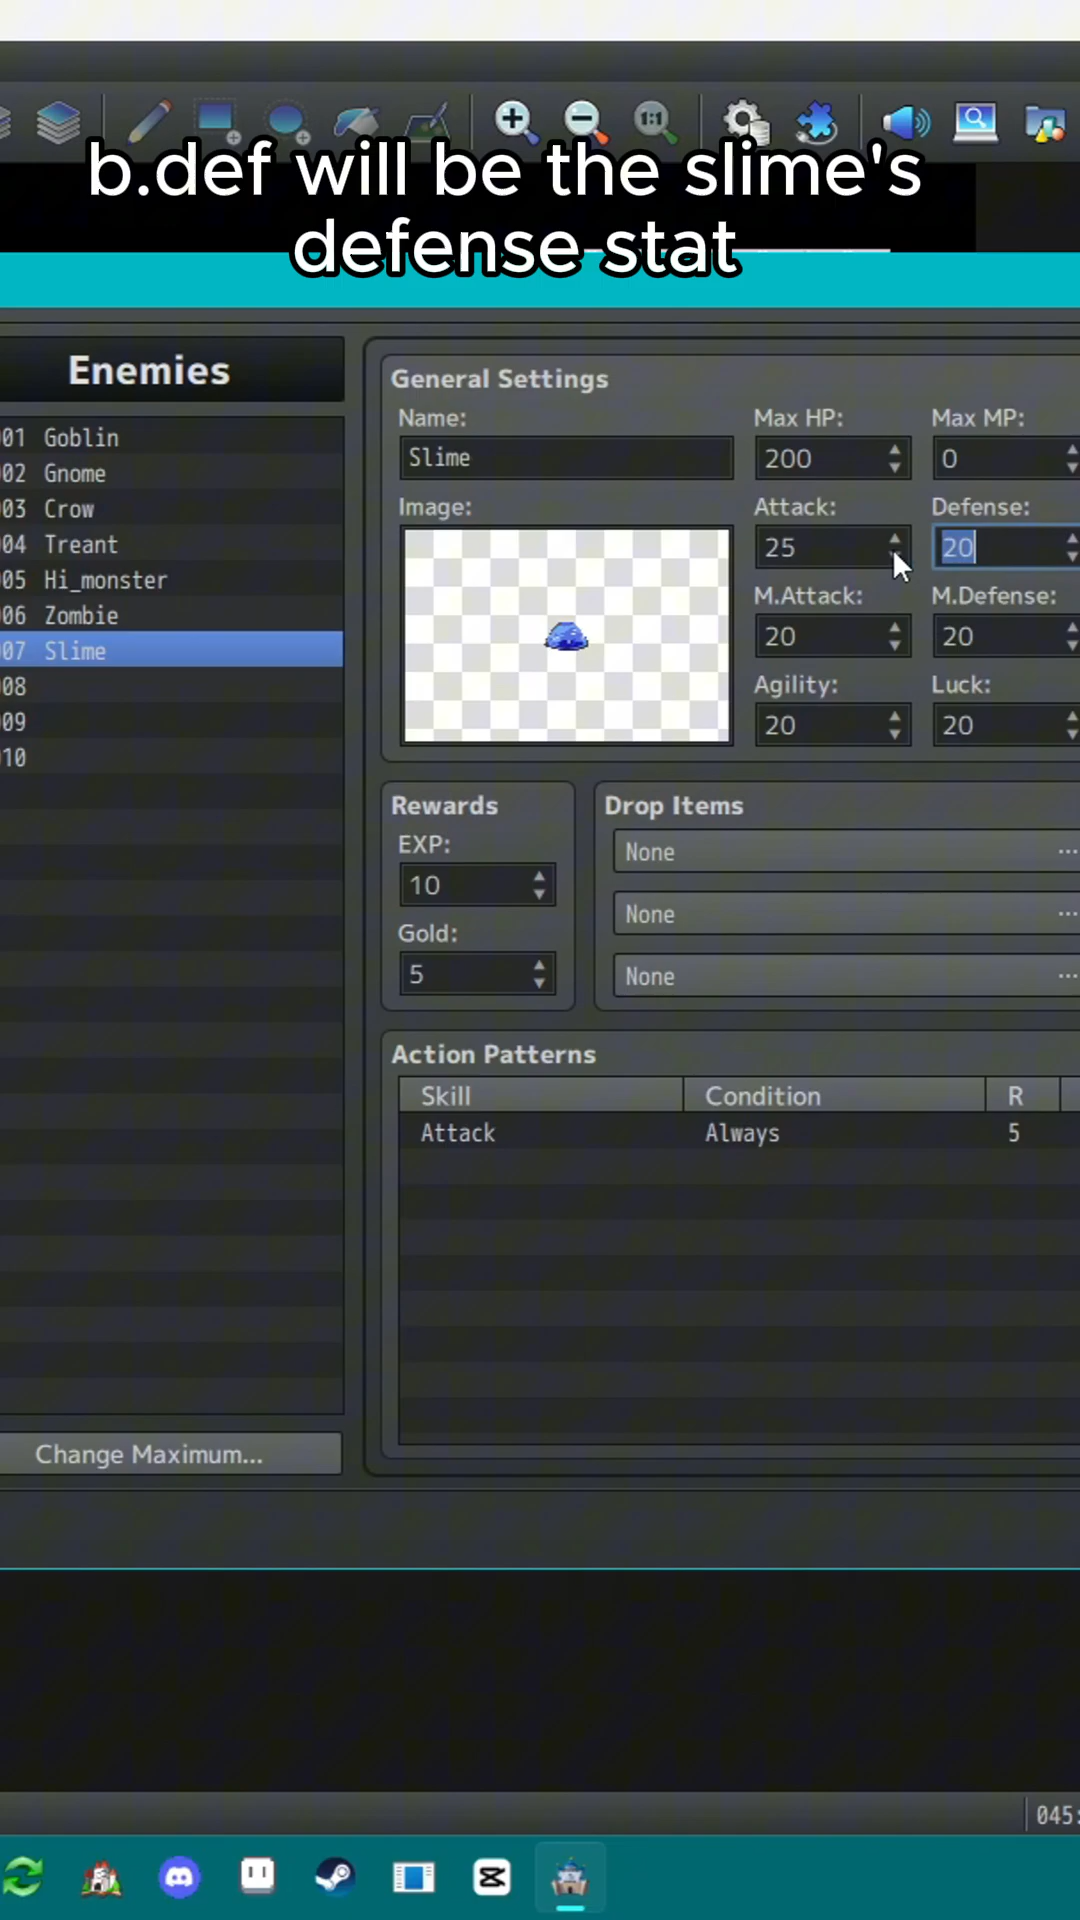 1:1
b.def will be the slime's
defense stat
Enemies
01 Goblin
02 Gnome
03 Crow
04 Treant
05 Hi_monster
06 Zombie
07 Slime
08
09
10
General Settings
Name:
Max HP:
Max MP:
Slime
200
0
Image:
Attack:
Defense:
25
20
M.Attack:
M.Defense:
20
20
Agility:
Luck:
20
20
Rewards
Drop Items
EXP:
None
...
10
None
...
Gold:
5
None
...
Action Patterns
Skill
Condition
R
Attack
Always
5
Change Maximum...
045: